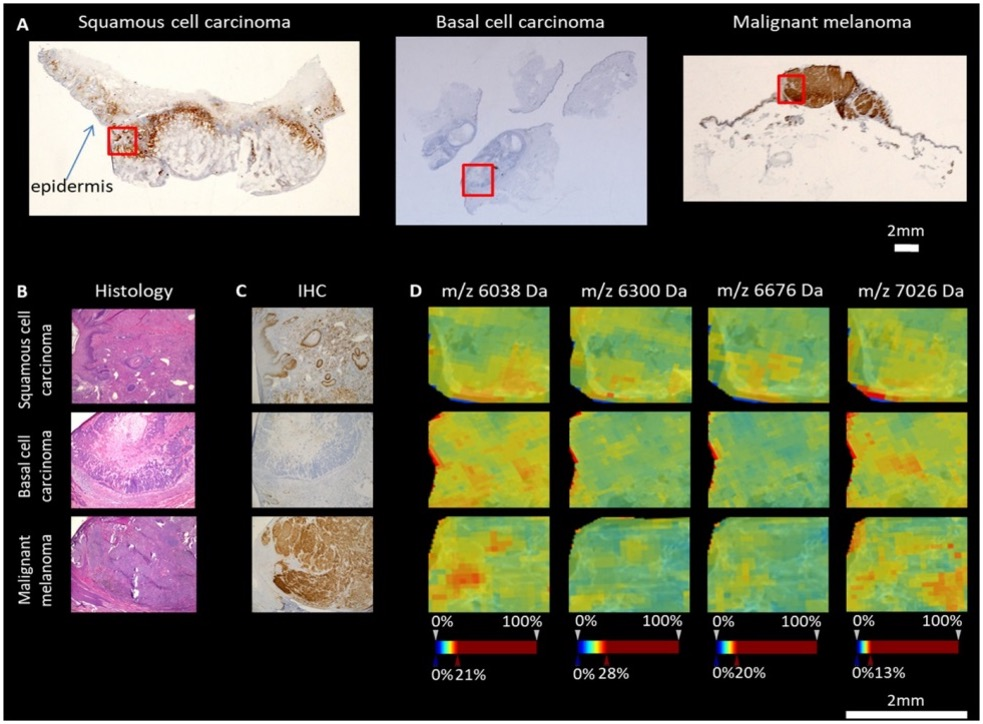 A
Squamous cell carcinoma
Basal cell carcinoma
Malignant melanoma
epidermis
2mm
B
Histology
C
IHC
D
m/z 6038 Da
m/z 6300 Da
m/z 6676 Da
m/z 7026 Da
Squamous cell
carcinoma
Basal cell
carcinoma
Malignant
melanoma
0% 100%
0% 100%
0% 100%
0% 100%
0% 21%
0% 28%
0% 20%
0% 13%
2mm